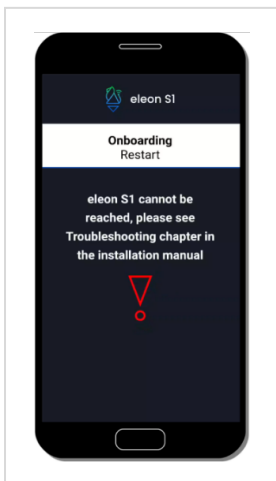 eleon S1
Onboarding
Restart
eleon S1 cannot be
reached, please see
Troubleshooting chapter in
the installation manual